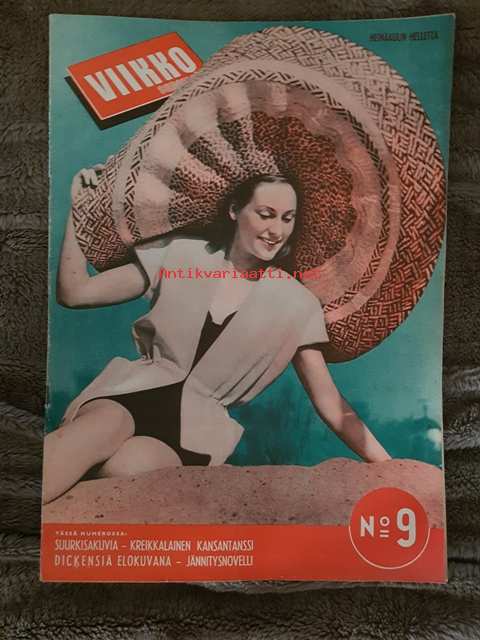 HEINÄKUUN HELLETTÄ
VIIKKO
Antikvariaatti.net
TÄSSÄ NUMEROSSA:
SUURKISAKUVIA – KREIKKALAINEN KANSANTANSSI
DICKENSIÄ ELOKUVANA – JÄNNITYSNOVELLI
No 9